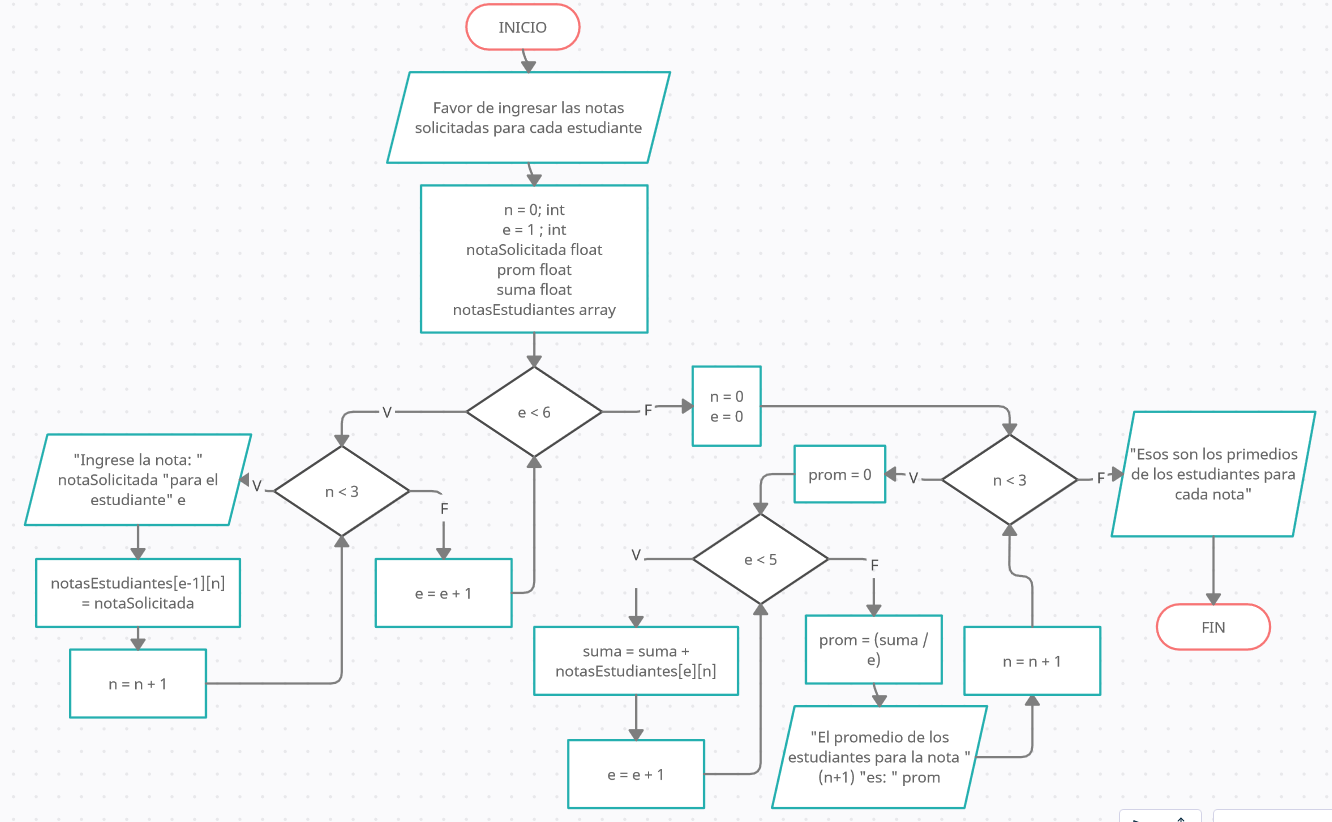 INICIO
Favor de ingresar las notas
solicitadas para cada estudiante
n = 0; int
e = 1 ; int
notaSolicitada float
prom float
suma float
notasEstudiantes array
e < 6
V
F
n = 0
e = 0
n < 3
V
F
"Ingrese la nota: "
notaSolicitada "para el
estudiante" e
notasEstudiantes[e-1][n]
= notaSolicitada
n = n + 1
e = e + 1
n < 3
V
F
prom = 0
e < 5
V
F
suma = suma +
notasEstudiantes[e][n]
e = e + 1
prom = (suma /
e)
"El promedio de los
estudiantes para la nota "
(n+1) "es: " prom
n = n + 1
"Esos son los primedios
de los estudiantes para
cada nota"
FIN